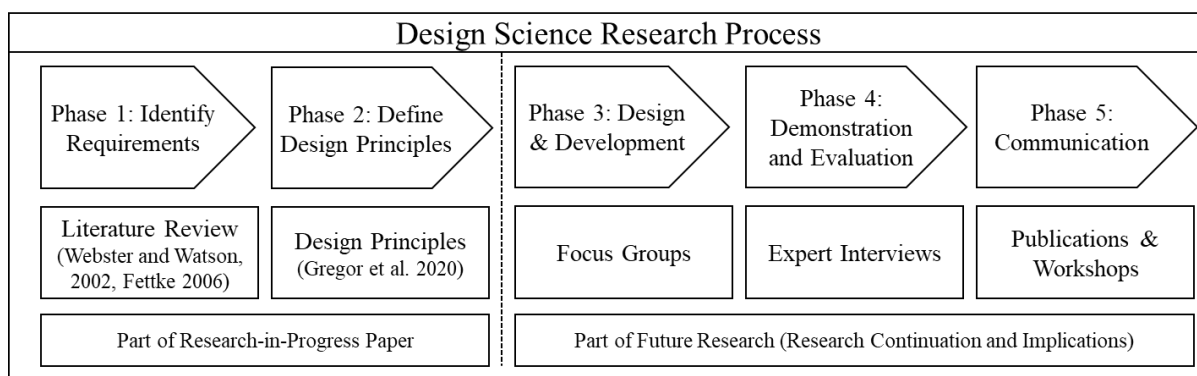 Design Science Research Process
Phase 1: Identify
Requirements
Phase 2: Define
Design Principles
Phase 3: Design
& Development
Phase 4:
Demonstration
and Evaluation
Phase 5:
Communication
Literature Review
(Webster and Watson,
2002, Fettke 2006)
Design Principles
(Gregor et al. 2020)
Focus Groups
Expert Interviews
Publications &
Workshops
Part of Research-in-Progress Paper
Part of Future Research (Research Continuation and Implications)